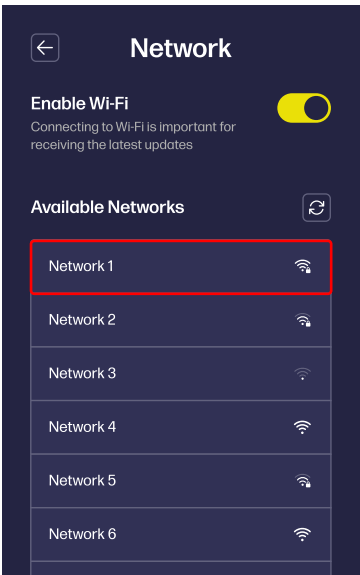 Network
Enable Wi-Fi
Connecting to Wi-Fi is important for
receiving the latest updates
Available Networks
Network 1
Network 2
Network 3
Network 4
Network 5
Network 6